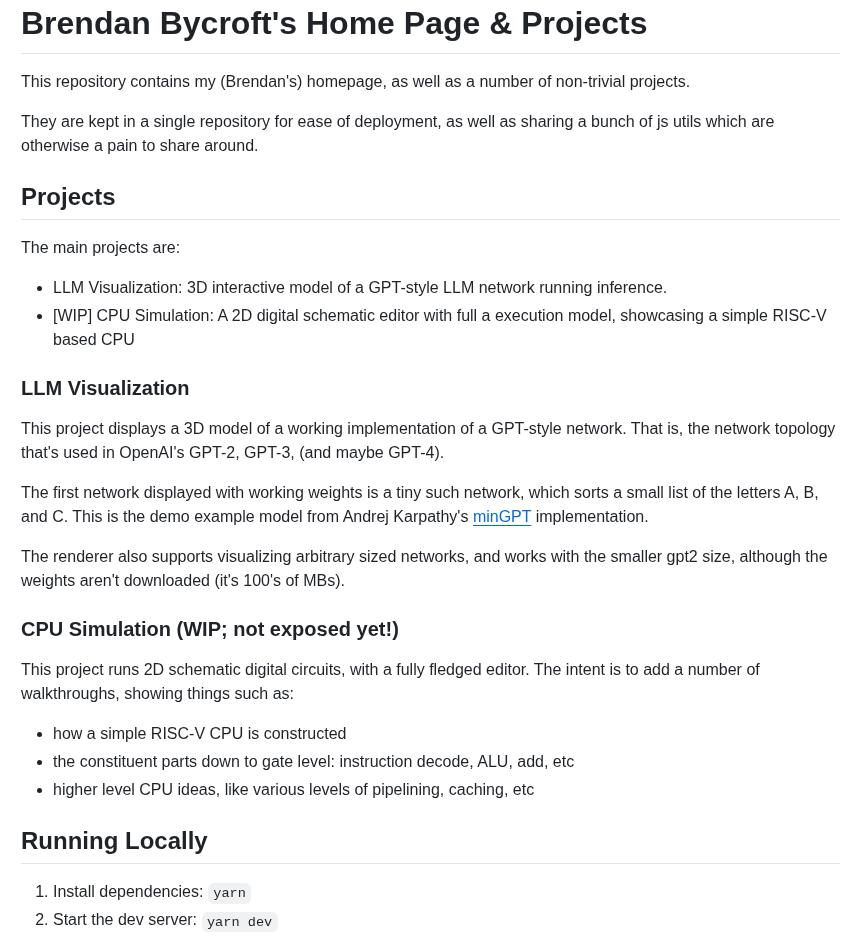 Brendan Bycroft's Home Page & Projects
This repository contains my (Brendan's) homepage, as well as a number of non-trivial projects.
They are kept in a single repository for ease of deployment, as well as sharing a bunch of js utils which are
otherwise a pain to share around.
Projects
The main projects are:
• LLM Visualization: 3D interactive model of a GPT-style LLM network running inference.
• [WIP] CPU Simulation: A 2D digital schematic editor with full a execution model, showcasing a simple RISC-V
based CPU
LLM Visualization
This project displays a 3D model of a working implementation of a GPT-style network. That is, the network topology
that's used in OpenAI's GPT-2, GPT-3, (and maybe GPT-4).
The first network displayed with working weights is a tiny such network, which sorts a small list of the letters A, B,
and C. This is the demo example model from Andrej Karpathy's minGPT implementation.
The renderer also supports visualizing arbitrary sized networks, and works with the smaller gpt2 size, although the
weights aren't downloaded (it's 100's of MBs).
CPU Simulation (WIP; not exposed yet!)
This project runs 2D schematic digital circuits, with a fully fledged editor. The intent is to add a number of
walkthroughs, showing things such as:
• how a simple RISC-V CPU is constructed
• the constituent parts down to gate level: instruction decode, ALU, add, etc
• higher level CPU ideas, like various levels of pipelining, caching, etc
Running Locally
1. Install dependencies: yarn
2. Start the dev server: yarn dev